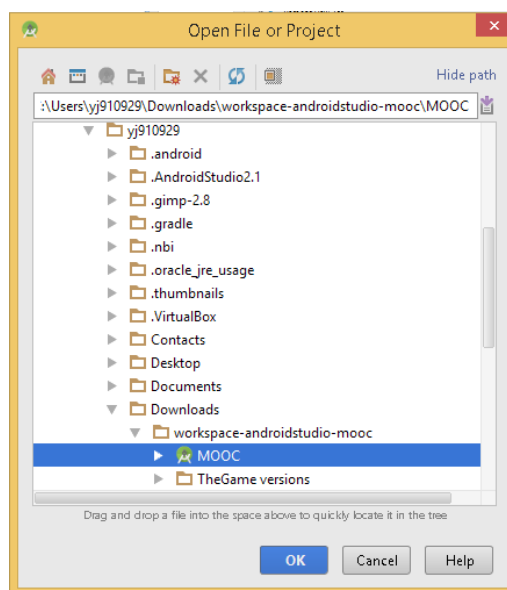 Open File or Project
Hide path
:\Users\yj910929\Downloads\workspace-androidstudio-mooc\MOOC
yj910929
.android
.AndroidStudio2.1
.gimp-2.8
.gradle
.nbi
.oracle_jre_usage
.thumbnails
.VirtualBox
Contacts
Desktop
Documents
Downloads
workspace-androidstudio-mooc
MOOC
TheGame versions
Drag and drop a file into the space above to quickly locate it in the tree
OK Cancel Help